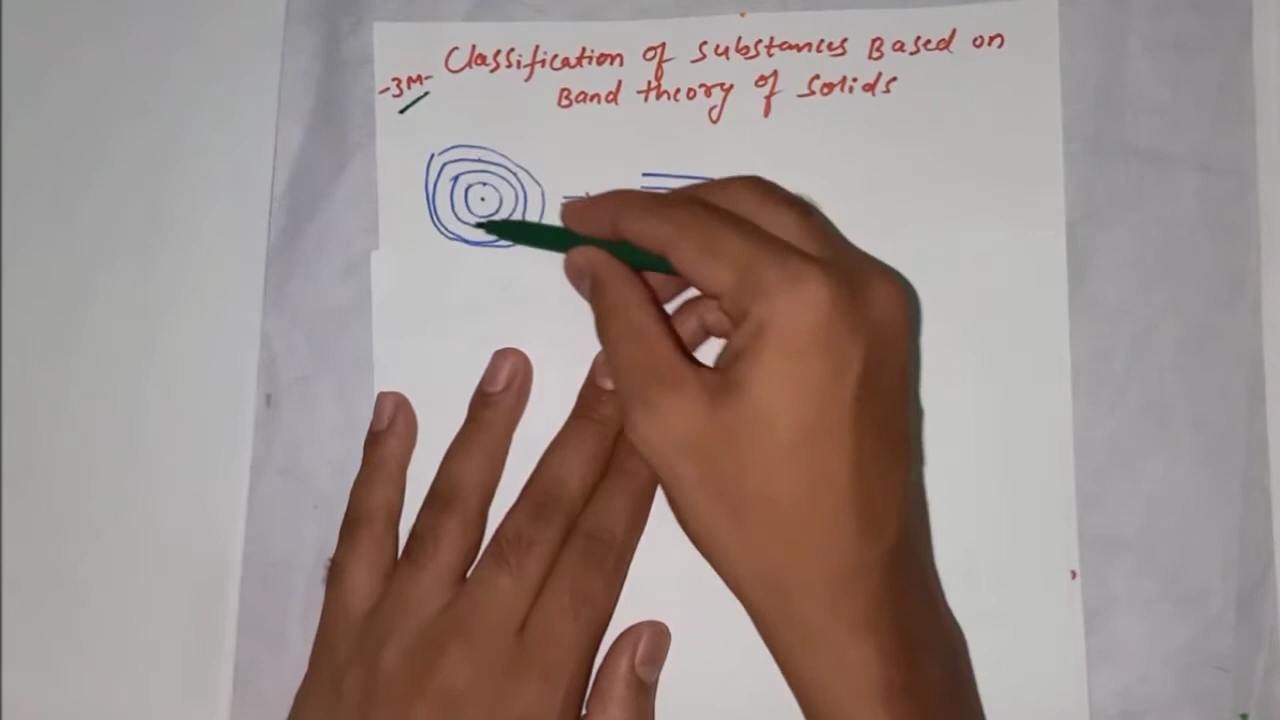 Classification of substances Based on
-3M- Band theory of solids